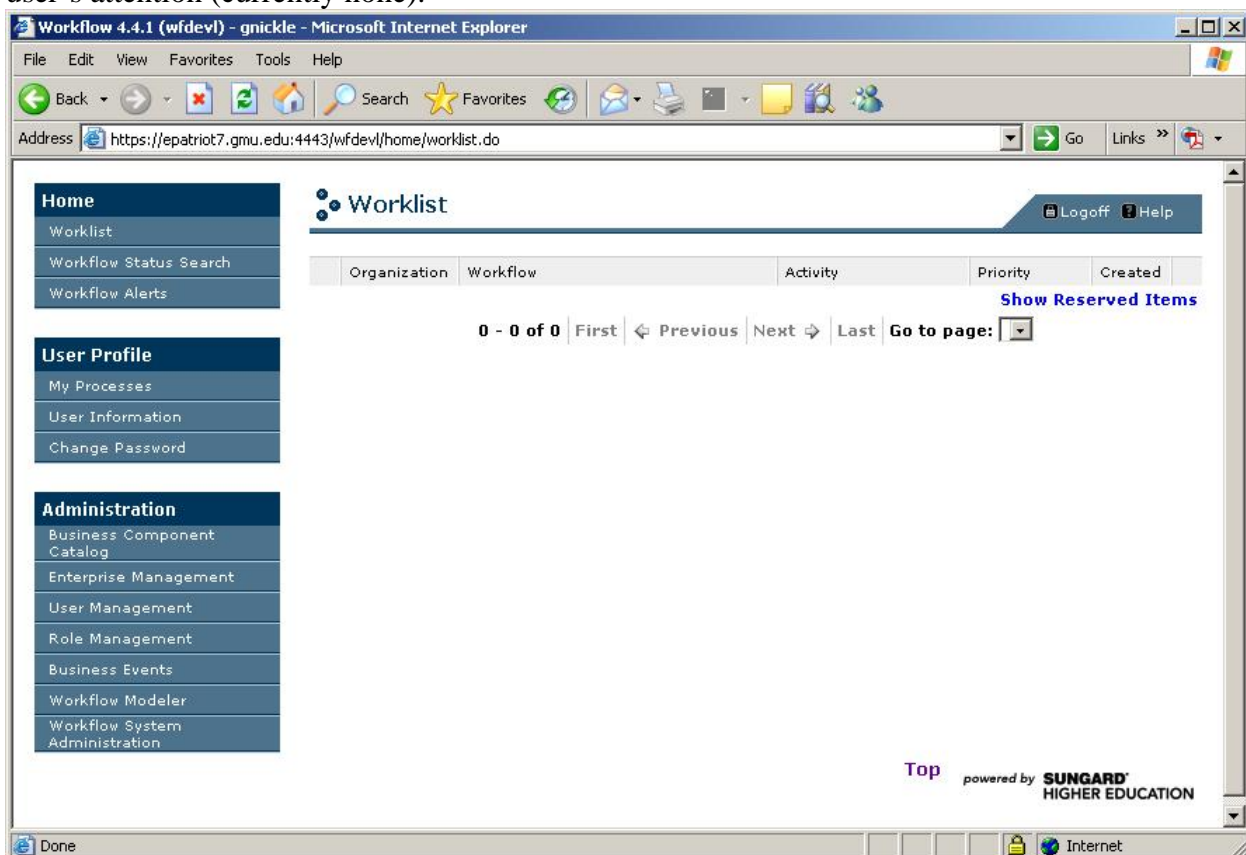 user's attention (currently none).
Workflow 4.4.1 (wfdevl) - gnickle - Microsoft Internet Explorer
File Edit View Favorites Tools Help
Back Search Favorites
Address https://epatriot7.gmu.edu:4443/wfdevl/home/worklist.do Go Links »
Home
Worklist
Workflow Status Search
Workflow Alerts
User Profile
My Processes
User Information
Change Password
Administration
Business Component
Catalog
Enterprise Management
User Management
Role Management
Business Events
Workflow Modeler
Workflow System
Administration
Worklist
Logoff ? Help
Organization Workflow Activity Priority Created
Show Reserved Items
0 - 0 of 0 First Previous Next Last Go to page:
Top
powered by SUNGARD'
HIGHER EDUCATION
Done Internet